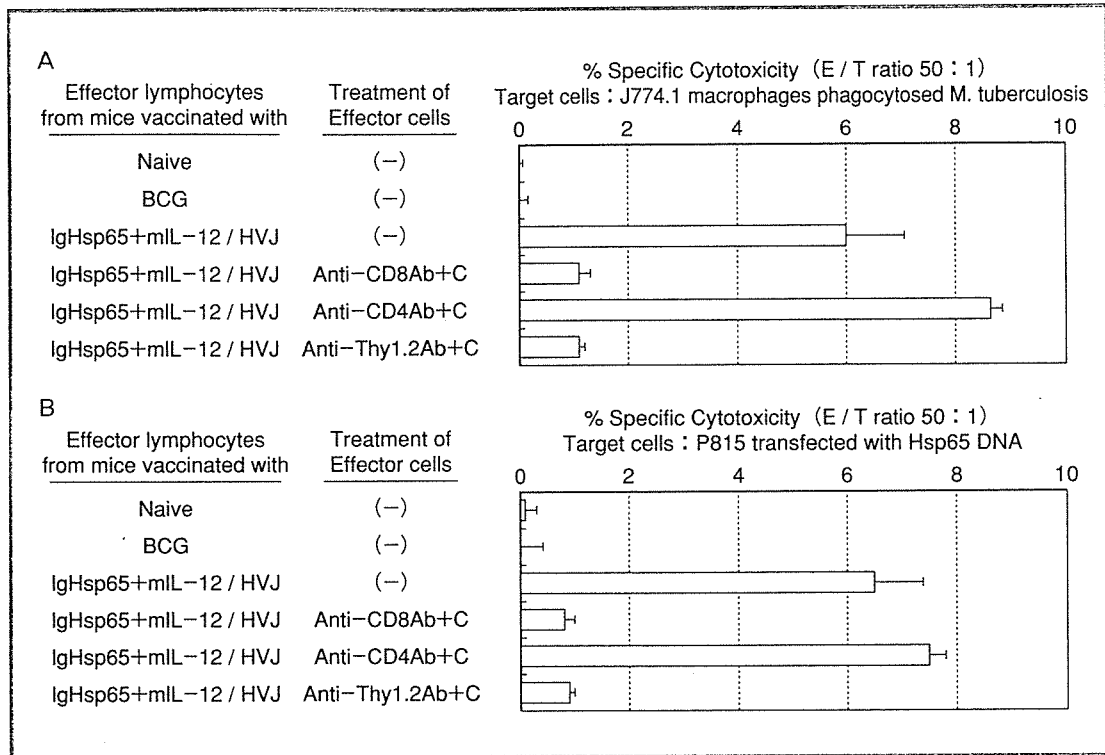 A
% Specific Cytotoxicity (E / T ratio 50 : 1)
Target cells : J774.1 macrophages phagocytosed M. tuberculosis
Effector lymphocytes from mice vaccinated with
Treatment of Effector cells
0 2 4 6 8 10
Naive (−)
BCG (−)
IgHsp65+mIL−12 / HVJ (−)
IgHsp65+mIL−12 / HVJ Anti−CD8Ab+C
IgHsp65+mIL−12 / HVJ Anti−CD4Ab+C
IgHsp65+mIL−12 / HVJ Anti−Thy1.2Ab+C
B
% Specific Cytotoxicity (E / T ratio 50 : 1)
Target cells : P815 transfected with Hsp65 DNA
Effector lymphocytes from mice vaccinated with
Treatment of Effector cells
0 2 4 6 8 10
Naive (−)
BCG (−)
IgHsp65+mIL−12 / HVJ (−)
IgHsp65+mIL−12 / HVJ Anti−CD8Ab+C
IgHsp65+mIL−12 / HVJ Anti−CD4Ab+C
IgHsp65+mIL−12 / HVJ Anti−Thy1.2Ab+C